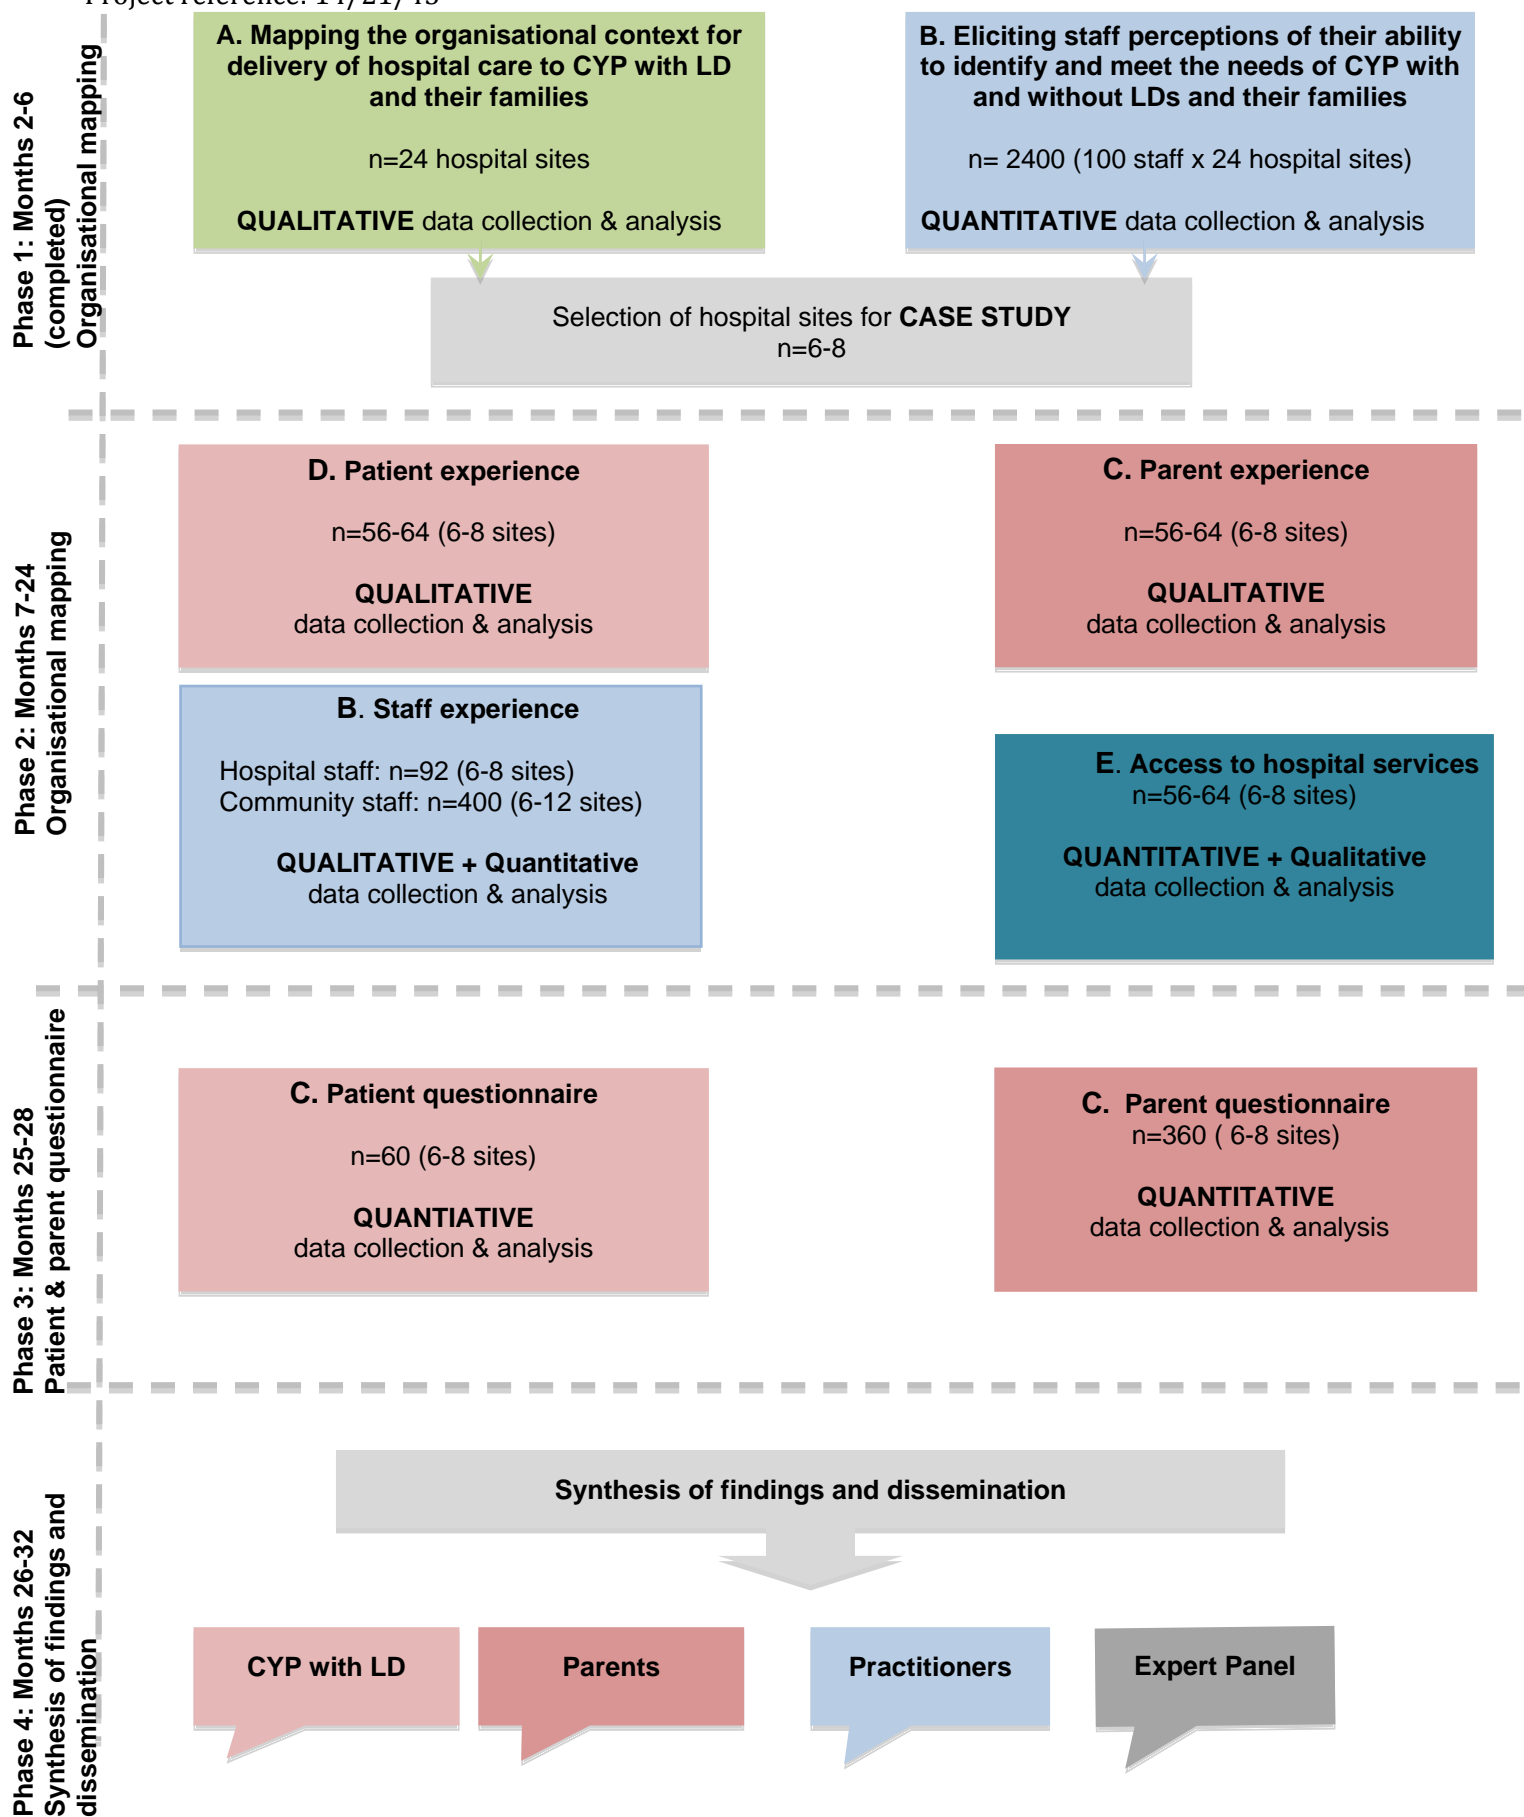 Project reference: 14/21/45
Phase 1: Months 2-6
(completed)
Organisational mapping
A. Mapping the organisational context for
delivery of hospital care to CYP with LD
and their families
n=24 hospital sites
QUALITATIVE data collection & analysis
B. Eliciting staff perceptions of their ability
to identify and meet the needs of CYP with
and without LDs and their families
n= 2400 (100 staff x 24 hospital sites)
QUANTITATIVE data collection & analysis
Selection of hospital sites for CASE STUDY
n=6-8
Phase 2: Months 7-24
Organisational mapping
D. Patient experience
n=56-64 (6-8 sites)
QUALITATIVE
data collection & analysis
C. Parent experience
n=56-64 (6-8 sites)
QUALITATIVE
data collection & analysis
B. Staff experience
Hospital staff: n=92 (6-8 sites)
Community staff: n=400 (6-12 sites)
QUALITATIVE + Quantitative
data collection & analysis
E. Access to hospital services
n=56-64 (6-8 sites)
QUANTITATIVE + Qualitative
data collection & analysis
Phase 3: Months 25-28
Patient & parent questionnaire
C. Patient questionnaire
n=60 (6-8 sites)
QUANTIATIVE
data collection & analysis
C. Parent questionnaire
n=360 ( 6-8 sites)
QUANTITATIVE
data collection & analysis
Phase 4: Months 26-32
Synthesis of findings and
dissemination
Synthesis of findings and dissemination
CYP with LD
Parents
Practitioners
Expert Panel